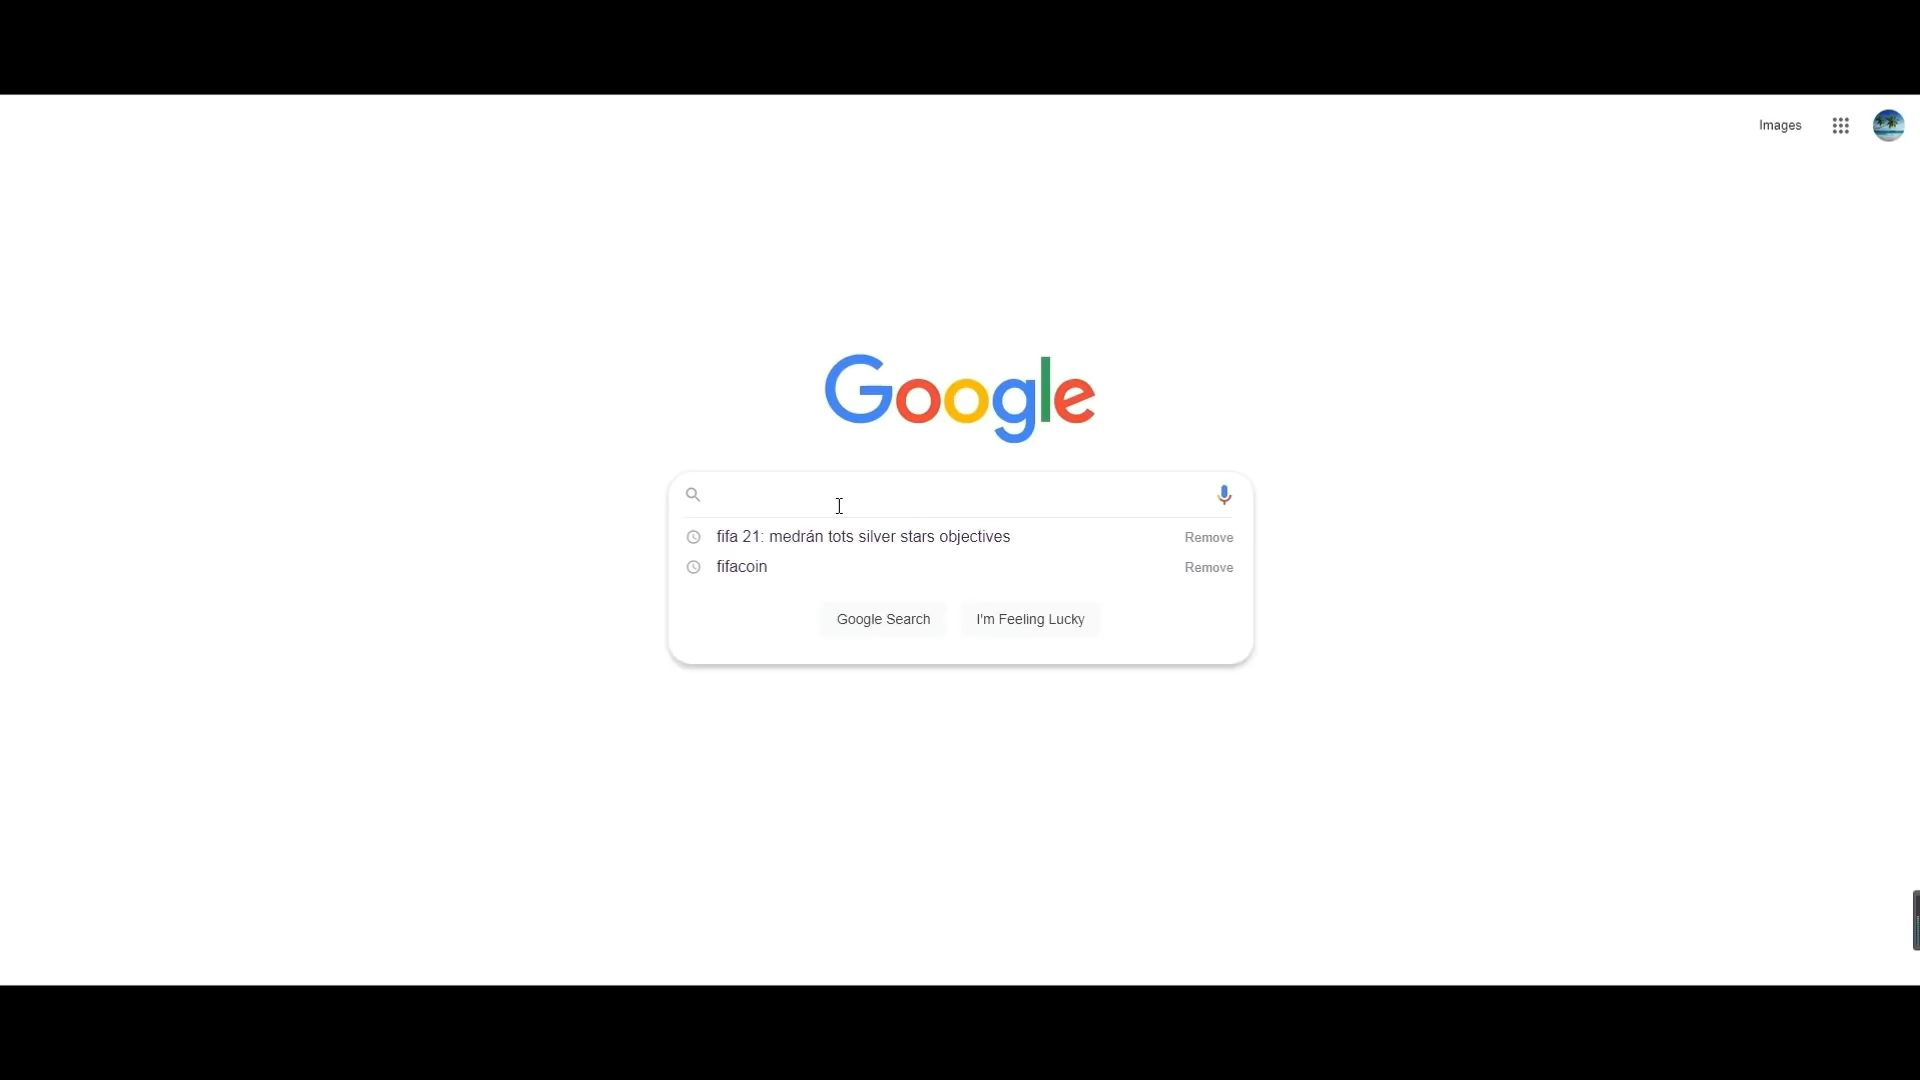 Images
Google
fifa 21: medrán tots silver stars objectives
Remove
fifacoin
Remove
Google Search
I'm Feeling Lucky